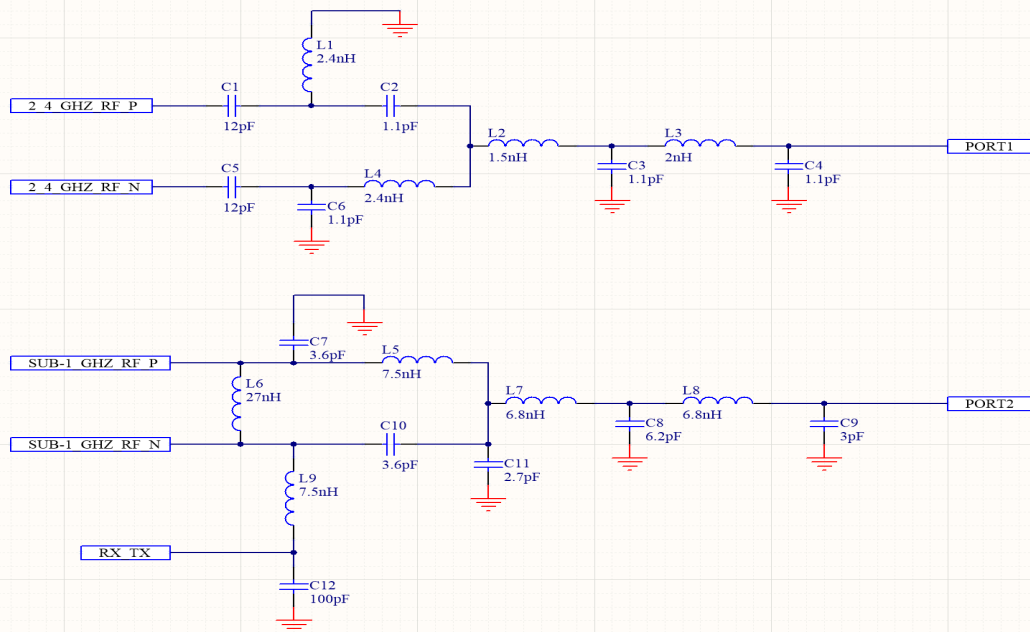 L1
2.4nH
C1
C2
2_4_GHZ_RF_P
12pF
1.1pF
L2
1.5nH
L3
2nH
PORT1
C3
1.1pF
C4
1.1pF
C5
L4
2_4_GHZ_RF_N
2.4nH
12pF
C6
1.1pF
C7
3.6pF
L5
7.5nH
SUB-1_GHZ_RF_P
L6
27nH
L7
6.8nH
L8
6.8nH
PORT2
C8
6.2pF
C9
3pF
SUB-1_GHZ_RF_N
C10
3.6pF
C11
2.7pF
L9
7.5nH
RX_TX
C12
100pF